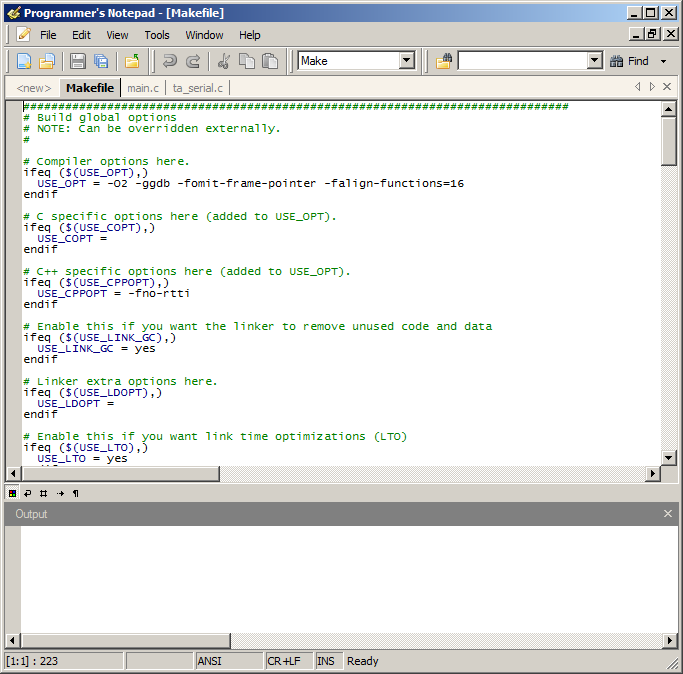 Programmer's Notepad - [Makefile]
File Edit View Tools Window Help
Make Find
<new> Makefile main.c ta_serial.c
##############################################################################
# Build global options
# NOTE: Can be overridden externally.
#
# Compiler options here.
ifeq ($(USE_OPT),)
USE_OPT = -O2 -ggdb -fomit-frame-pointer -falign-functions=16
endif
# C specific options here (added to USE_OPT).
ifeq ($(USE_COPT),)
USE_COPT =
endif
# C++ specific options here (added to USE_OPT).
ifeq ($(USE_CPPOPT),)
USE_CPPOPT = -fno-rtti
endif
# Enable this if you want the linker to remove unused code and data
ifeq ($(USE_LINK_GC),)
USE_LINK_GC = yes
endif
# Linker extra options here.
ifeq ($(USE_LDOPT),)
USE_LDOPT =
endif
# Enable this if you want link time optimizations (LTO)
ifeq ($(USE_LTO),)
USE_LTO = yes
Output
[1:1] : 223 ANSI CR+LF INS Ready